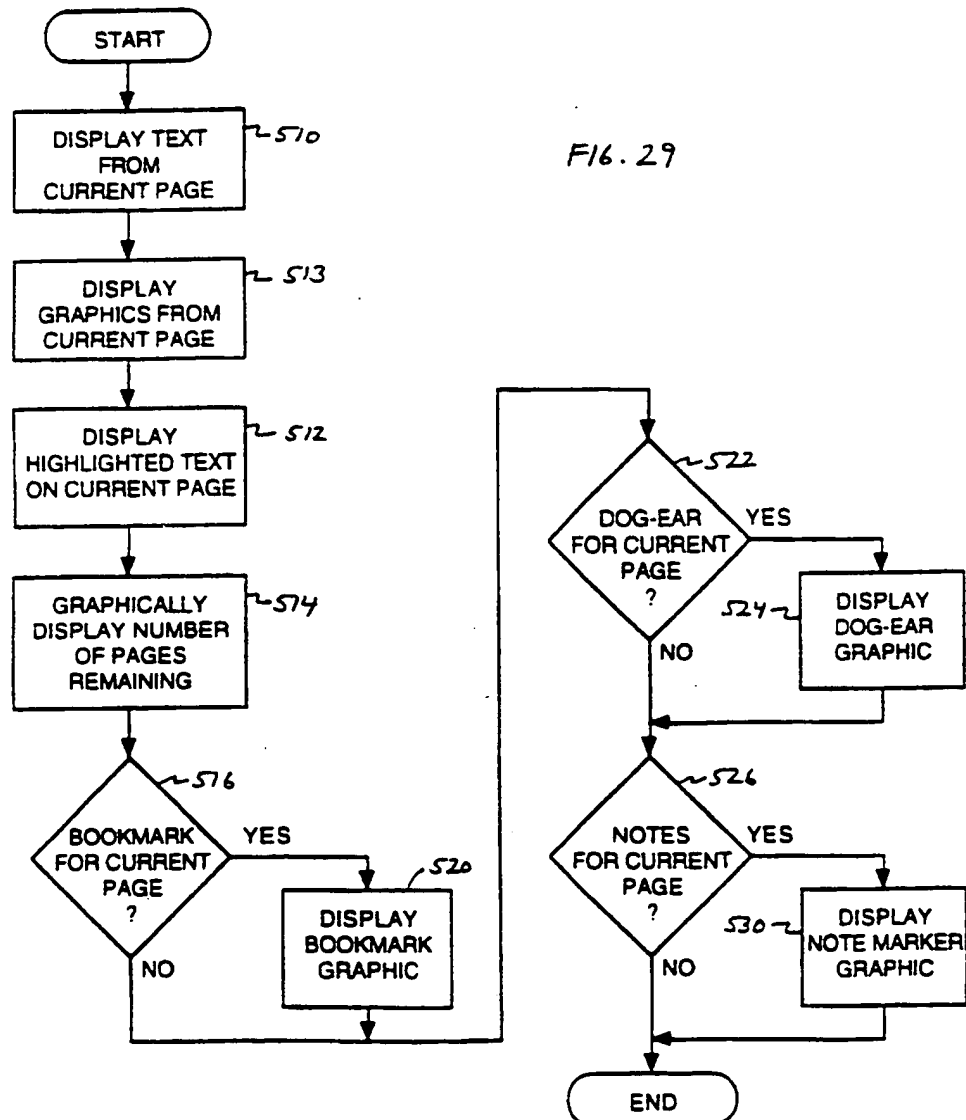 START
DISPLAY TEXT
FROM
CURRENT PAGE
510
FIG. 29
DISPLAY
GRAPHICS FROM
CURRENT PAGE
513
DISPLAY
HIGHLIGHTED TEXT
ON CURRENT PAGE
512
GRAPHICALLY
DISPLAY NUMBER
OF PAGES
REMAINING
514
BOOKMARK
FOR CURRENT
PAGE
?
516
YES
NO
DISPLAY
BOOKMARK
GRAPHIC
520
DOG-EAR
FOR CURRENT
PAGE
?
522
YES
NO
DISPLAY
DOG-EAR
GRAPHIC
524
NOTES
FOR CURRENT
PAGE
?
526
YES
NO
DISPLAY
NOTE MARKER
GRAPHIC
530
END